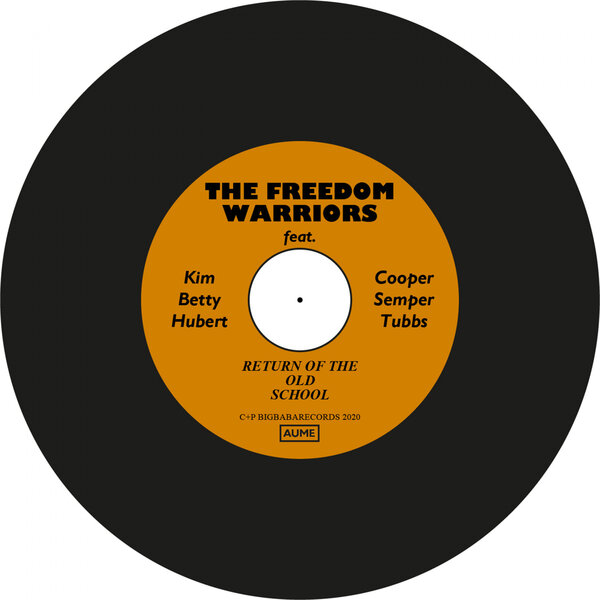 THE FREEDOM
WARRIORS
feat.
Kim Cooper
Betty Semper
Hubert Tubbs
RETURN OF THE
OLD
SCHOOL
C+P BIGBABARECORDS 2020
AUME